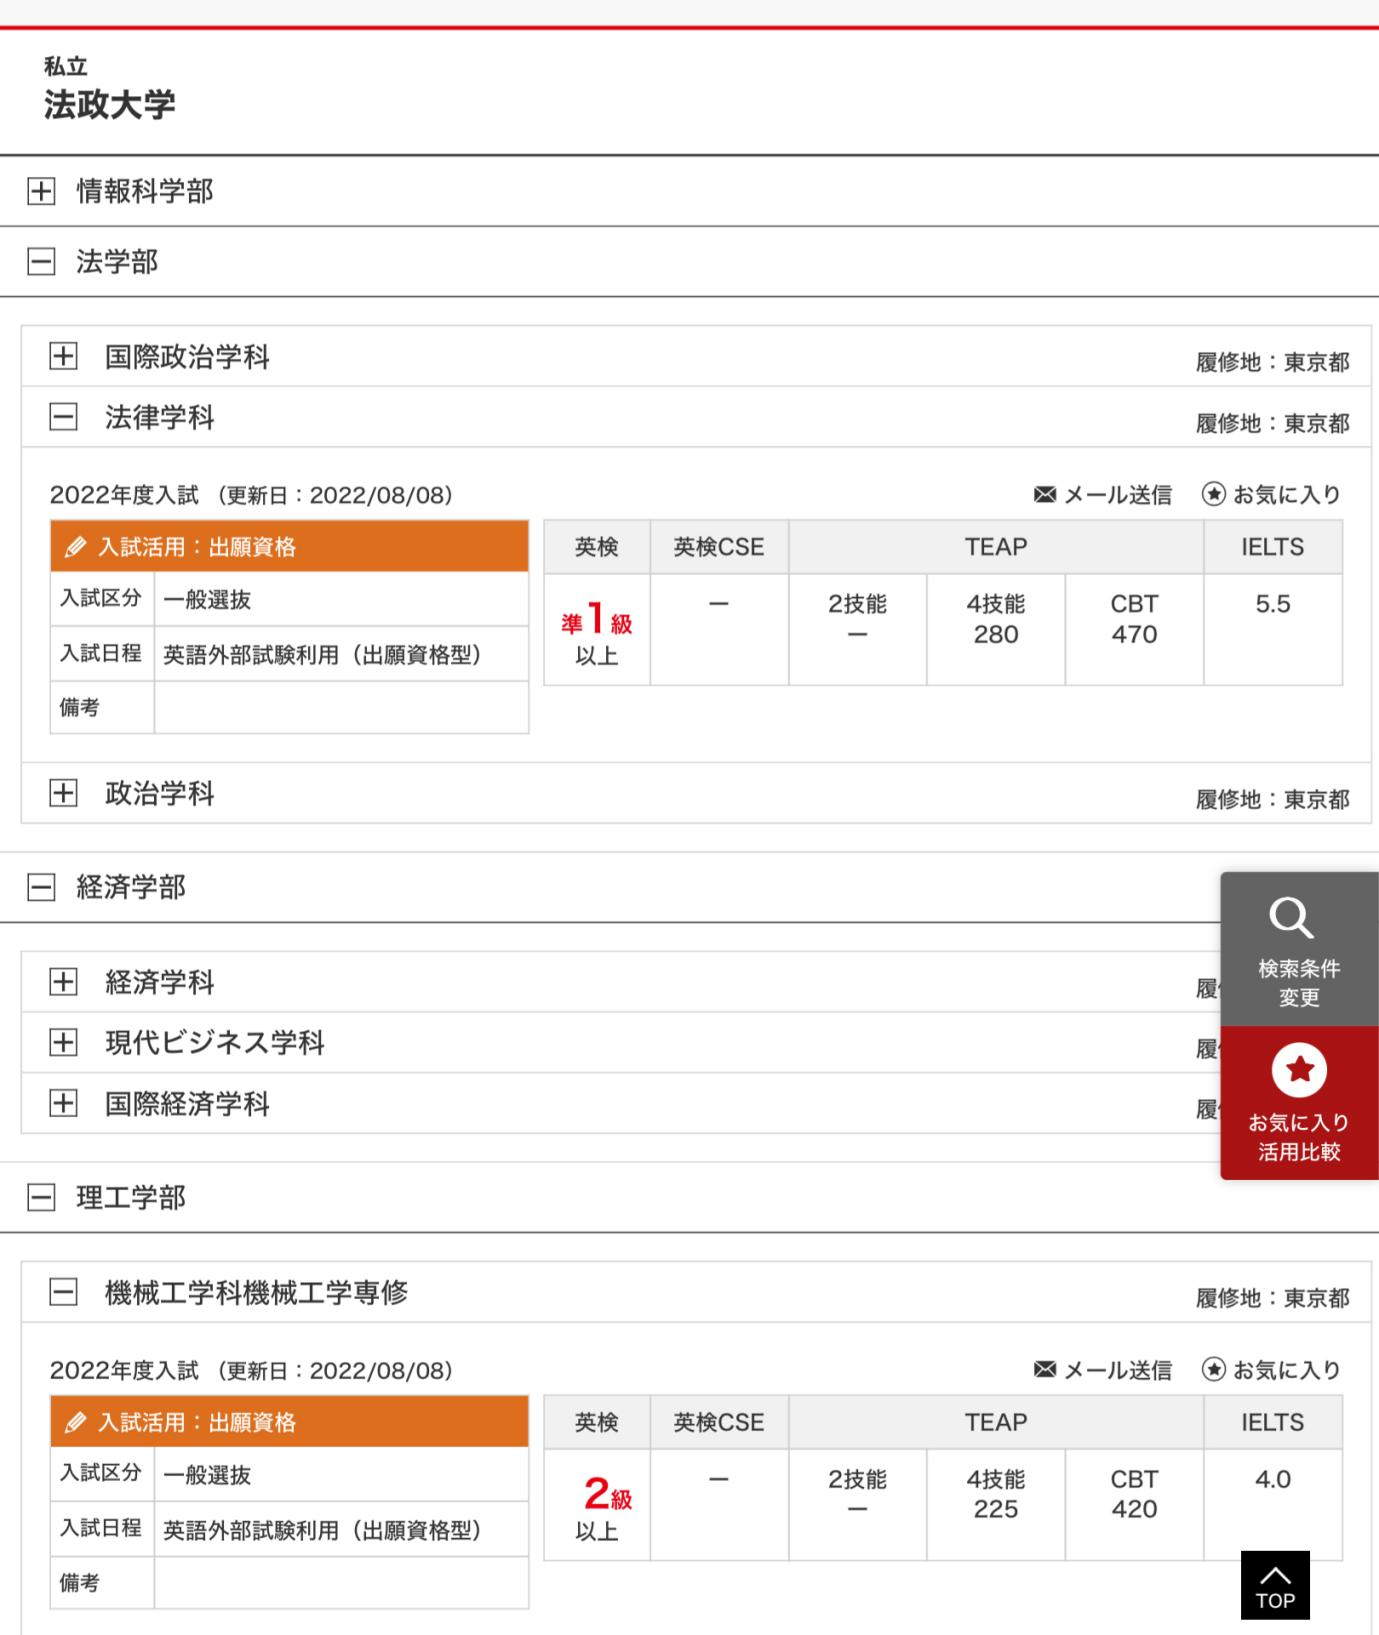 私立
法政大学
情報科学部
法学部
国際政治学科 履修地：東京都
法律学科 履修地：東京都
2022年度入試 （更新日：2022/08/08） メール送信 お気に入り
入試活用：出願資格
入試区分 一般選抜
入試日程 英語外部試験利用（出願資格型）
備考
英検 英検CSE TEAP IELTS
準1級
以上
—
2技能
—
4技能
280
CBT
470
5.5
政治学科 履修地：東京都
経済学部
経済学科 履
現代ビジネス学科 履
国際経済学科 履
検索条件
変更
お気に入り
活用比較
理工学部
機械工学科機械工学専修 履修地：東京都
2022年度入試 （更新日：2022/08/08） メール送信 お気に入り
入試活用：出願資格
入試区分 一般選抜
入試日程 英語外部試験利用（出願資格型）
備考
英検 英検CSE TEAP IELTS
2級
以上
—
2技能
—
4技能
225
CBT
420
4.0
TOP